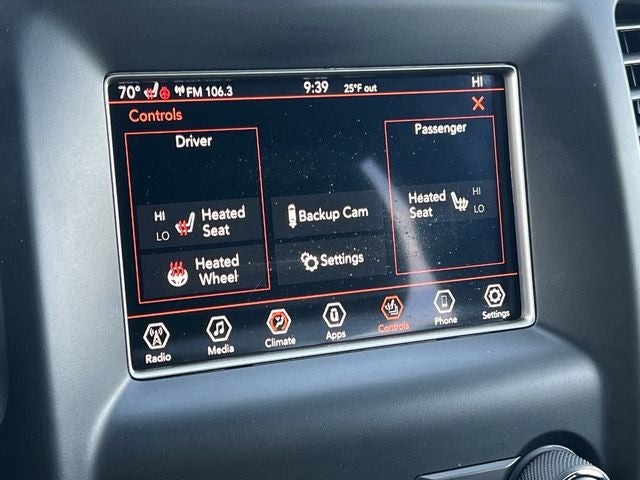 70° FM 106.3 9:39 25°F out HI
Controls
Driver
HI
LO
Heated
Seat
Heated
Wheel
Backup Cam
Settings
Passenger
Heated
Seat
HI
LO
Radio Media Climate Apps Controls Phone Settings